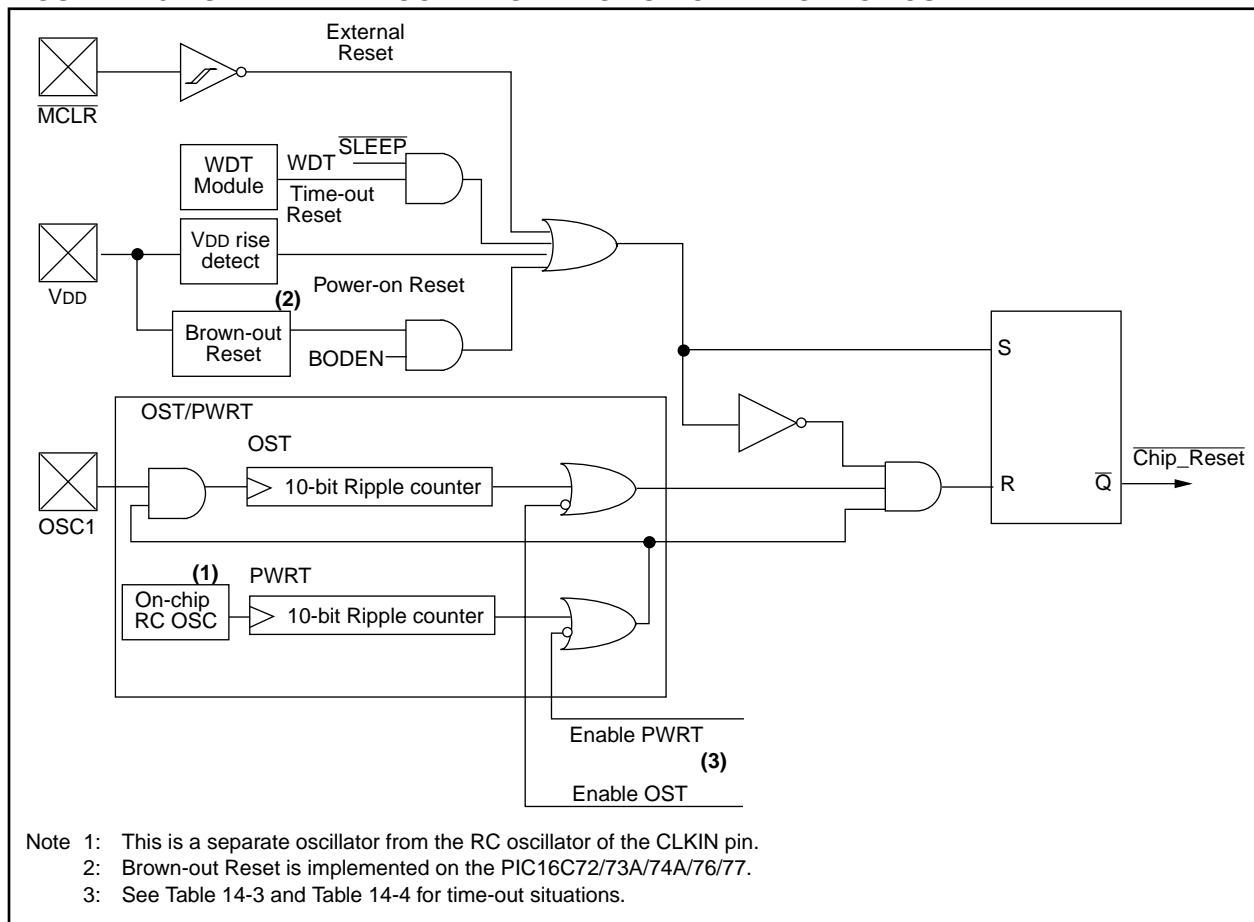 External
Reset
MCLR
SLEEP
WDT
Module
WDT
Time-out
Reset
VDD rise
detect
VDD
Power-on Reset
(2)
Brown-out
Reset
BODEN
S
OST/PWRT
OST
OSC1
10-bit Ripple counter
R
Q
Chip_Reset
(1)
PWRT
On-chip
RC OSC
10-bit Ripple counter
Enable PWRT
(3)
Enable OST
Note 1: This is a separate oscillator from the RC oscillator of the CLKIN pin.
2: Brown-out Reset is implemented on the PIC16C72/73A/74A/76/77.
3: See Table 14-3 and Table 14-4 for time-out situations.